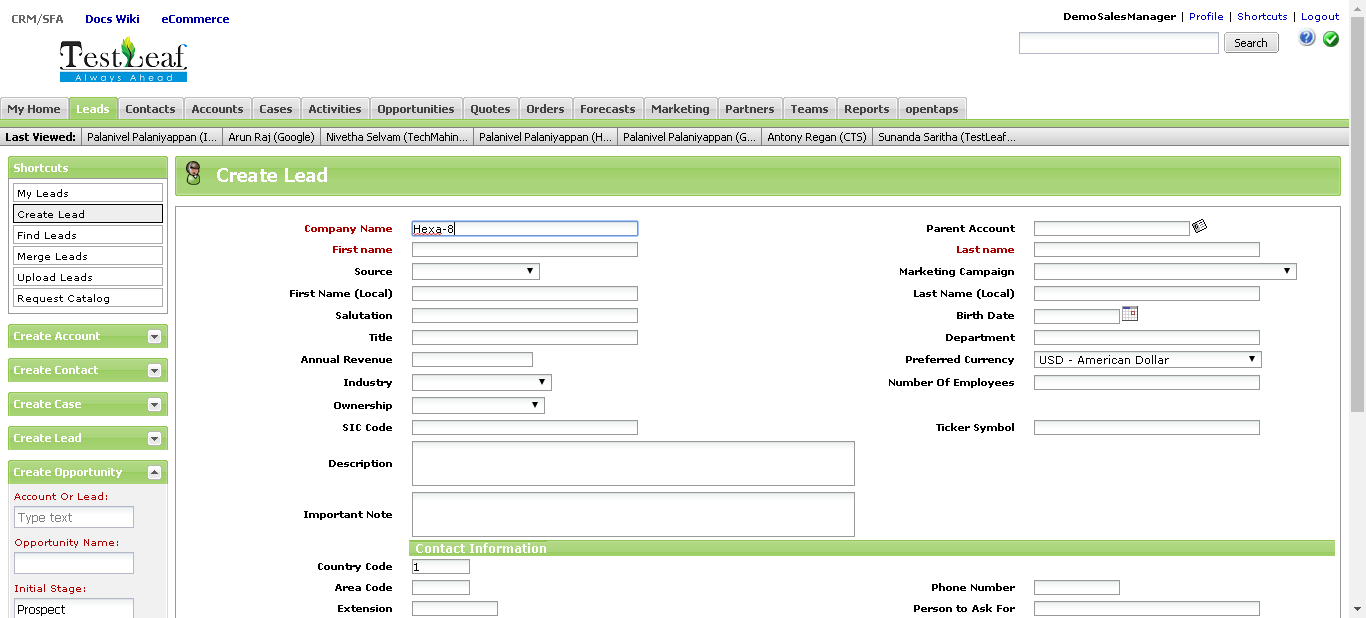 CRM/SFA Docs Wiki eCommerce
DemoSalesManager | Profile | Shortcuts | Logout
Search
TestLeaf
Always Ahead
My Home Leads Contacts Accounts Cases Activities Opportunities Quotes Orders Forecasts Marketing Partners Teams Reports opentaps
Last Viewed: Palanivel Palaniyappan (I... Arun Raj (Google) Nivetha Selvam (TechMahin... Palanivel Palaniyappan (H... Palanivel Palaniyappan (G... Antony Regan (CTS) Sunanda Saritha (TestLeaf...
Shortcuts
My Leads
Create Lead
Find Leads
Merge Leads
Upload Leads
Request Catalog
Create Account
Create Contact
Create Case
Create Lead
Create Opportunity
Account Or Lead:
Type text
Opportunity Name:
Initial Stage:
Prospect
Create Lead
Company Name Hexa-8 Parent Account
First name Last name
Source Marketing Campaign
First Name (Local) Last Name (Local)
Salutation Birth Date
Title Department
Annual Revenue Preferred Currency USD - American Dollar
Industry Number Of Employees
Ownership
SIC Code Ticker Symbol
Description
Important Note
Contact Information
Country Code 1
Area Code Phone Number
Extension Person to Ask For